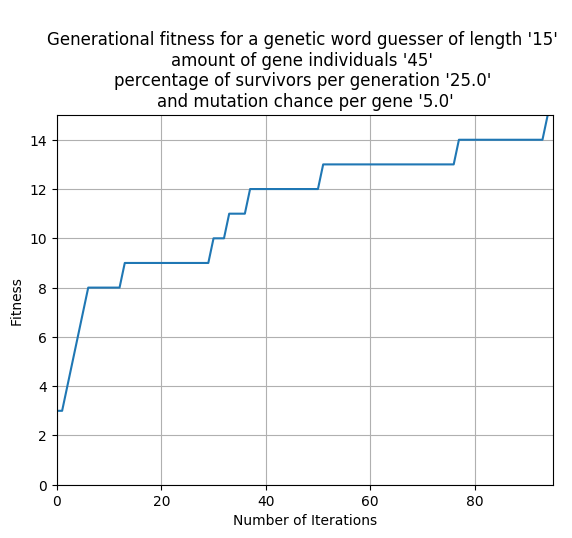 Generational fitness for a genetic word guesser of length '15'
amount of gene individuals '45'
percentage of survivors per generation '25.0'
and mutation chance per gene '5.0'
14
12
10
8
6
4
2
0
Fitness
0 20 40 60 80
Number of Iterations